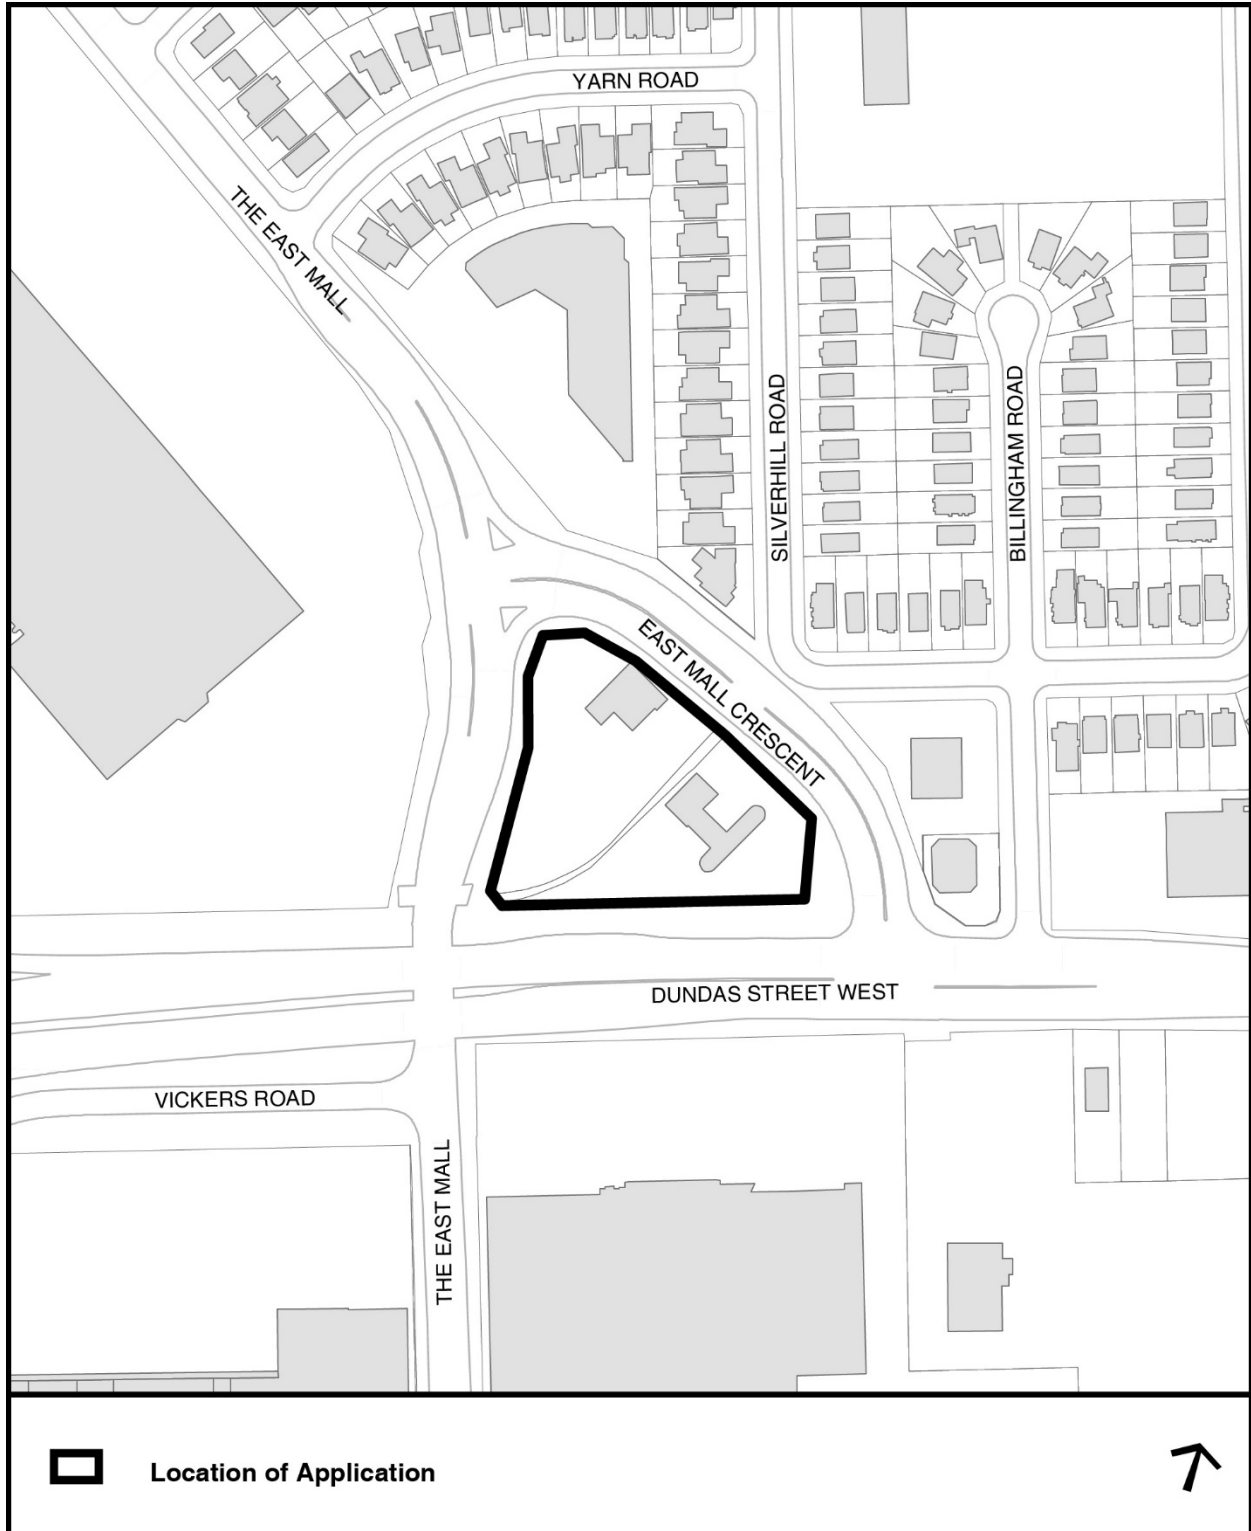 YARN ROAD
THE EAST MALL
SILVERHILL ROAD
BILLINGHAM ROAD
EAST MALL CRESCENT
DUNDAS STREET WEST
VICKERS ROAD
THE EAST MALL
Location of Application